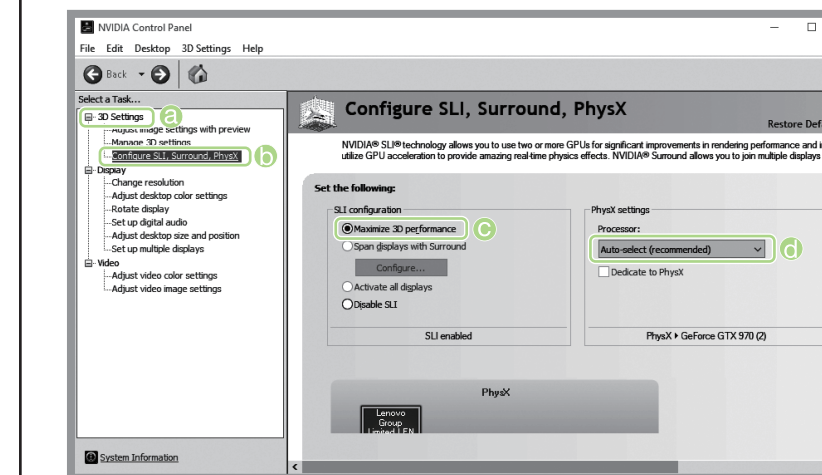 NVIDIA Control Panel
File Edit Desktop 3D Settings Help
Back
Select a Task...
3D Settings
a
Adjust image settings with preview
Manage 3D settings
Configure SLI, Surround, PhysX
b
Display
Change resolution
Adjust desktop color settings
Rotate display
Set up digital audio
Adjust desktop size and position
Set up multiple displays
Video
Adjust video color settings
Adjust video image settings
System Information
Configure SLI, Surround, PhysX
Restore Def
NVIDIA® SLI® technology allows you to use two or more GPUs for significant improvements in rendering performance and i
utilize GPU acceleration to provide amazing real-time physics effects. NVIDIA® Surround allows you to join multiple displays
Set the following:
SLI configuration
Maximize 3D performance
c
Span displays with Surround
Configure...
Activate all displays
Disable SLI
SLI enabled
PhysX settings
Processor:
Auto-select (recommended)
d
Dedicate to PhysX
PhysX GeForce GTX 970 (2)
PhysX
Lenovo
Group
Limited LEN